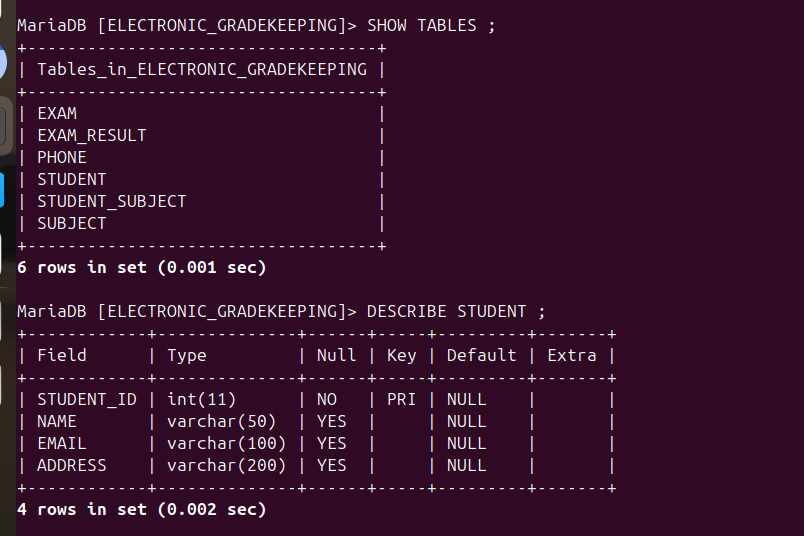 MariaDB [ELECTRONIC_GRADEKEEPING]> SHOW TABLES ;
+-----------------------------------+
| Tables_in_ELECTRONIC_GRADEKEEPING |
+-----------------------------------+
| EXAM                              |
| EXAM_RESULT                       |
| PHONE                             |
| STUDENT                           |
| STUDENT_SUBJECT                   |
| SUBJECT                           |
+-----------------------------------+
6 rows in set (0.001 sec)
MariaDB [ELECTRONIC_GRADEKEEPING]> DESCRIBE STUDENT ;
+------------+--------------+------+-----+---------+-------+
| Field      | Type         | Null | Key | Default | Extra |
+------------+--------------+------+-----+---------+-------+
| STUDENT_ID | int(11)      | NO   | PRI | NULL    |       |
| NAME       | varchar(50)  | YES  |     | NULL    |       |
| EMAIL      | varchar(100) | YES  |     | NULL    |       |
| ADDRESS    | varchar(200) | YES  |     | NULL    |       |
+------------+--------------+------+-----+---------+-------+
4 rows in set (0.002 sec)